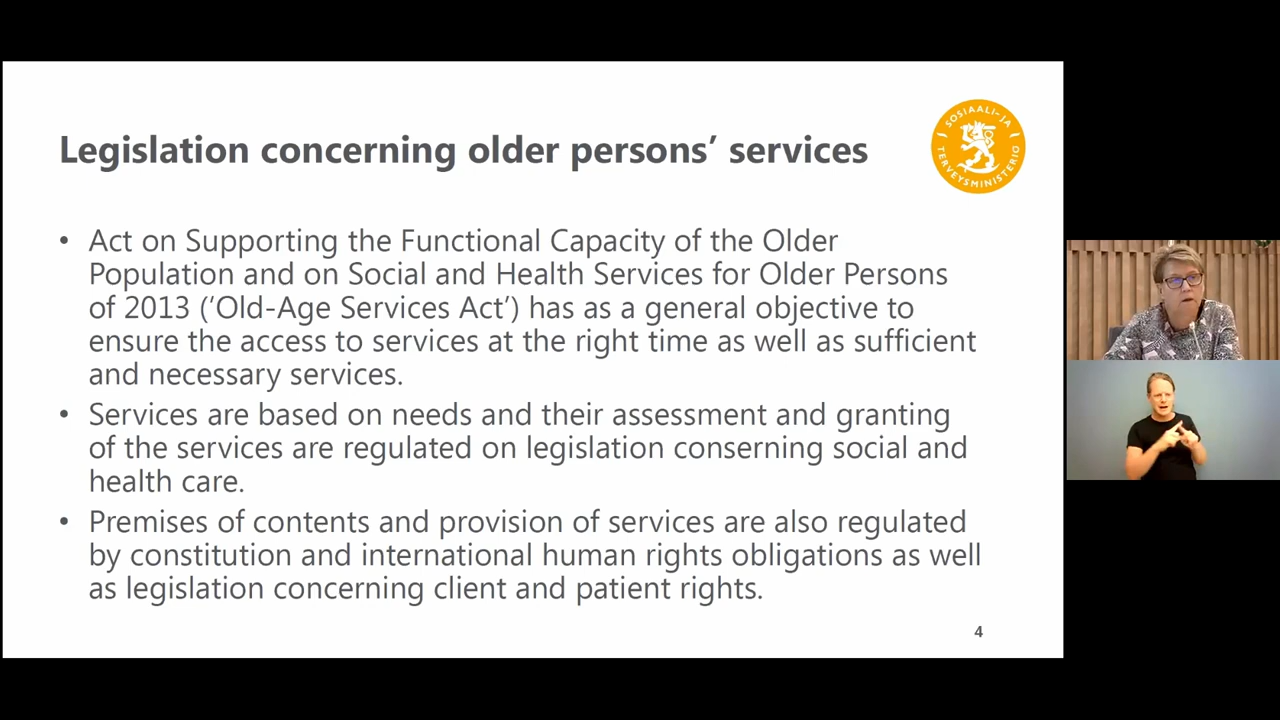 Legislation concerning older persons’ services
SOSIAALI- JA
TERVEYSMINISTERIÖ
• Act on Supporting the Functional Capacity of the Older
Population and on Social and Health Services for Older Persons
of 2013 (‘Old-Age Services Act’) has as a general objective to
ensure the access to services at the right time as well as sufficient
and necessary services.
• Services are based on needs and their assessment and granting
of the services are regulated on legislation conserning social and
health care.
• Premises of contents and provision of services are also regulated
by constitution and international human rights obligations as well
as legislation concerning client and patient rights.
4